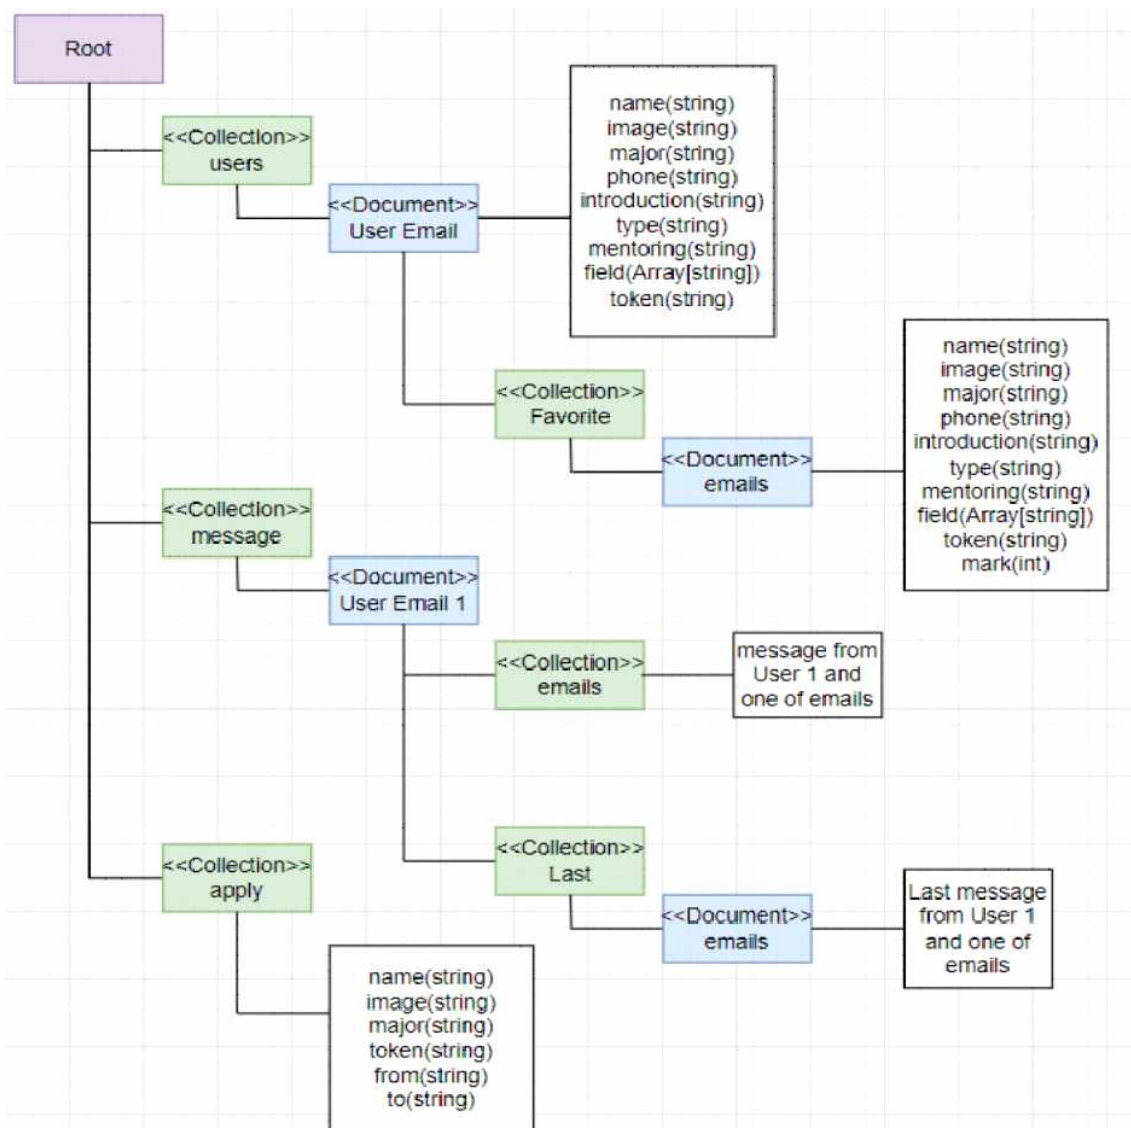 Root
<<Collection>>
users
<<Document>>
User Email
name(string)
image(string)
major(string)
phone(string)
introduction(string)
type(string)
mentoring(string)
field(Array[string])
token(string)
<<Collection>>
Favorite
<<Document>>
emails
name(string)
image(string)
major(string)
phone(string)
introduction(string)
type(string)
mentoring(string)
field(Array[string])
token(string)
mark(int)
<<Collection>>
message
<<Document>>
User Email 1
<<Collection>>
emails
message from
User 1 and
one of emails
<<Collection>>
Last
<<Document>>
emails
Last message
from User 1
and one of
emails
<<Collection>>
apply
name(string)
image(string)
major(string)
token(string)
from(string)
to(string)